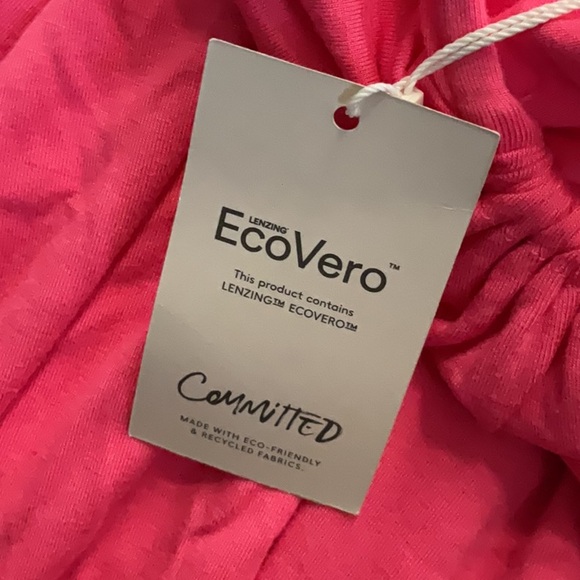 LENZING
EcoVero™
This product contains
LENZING™ ECOVERO™
COMMITTED
MADE WITH ECO-FRIENDLY
& RECYCLED FABRICS.